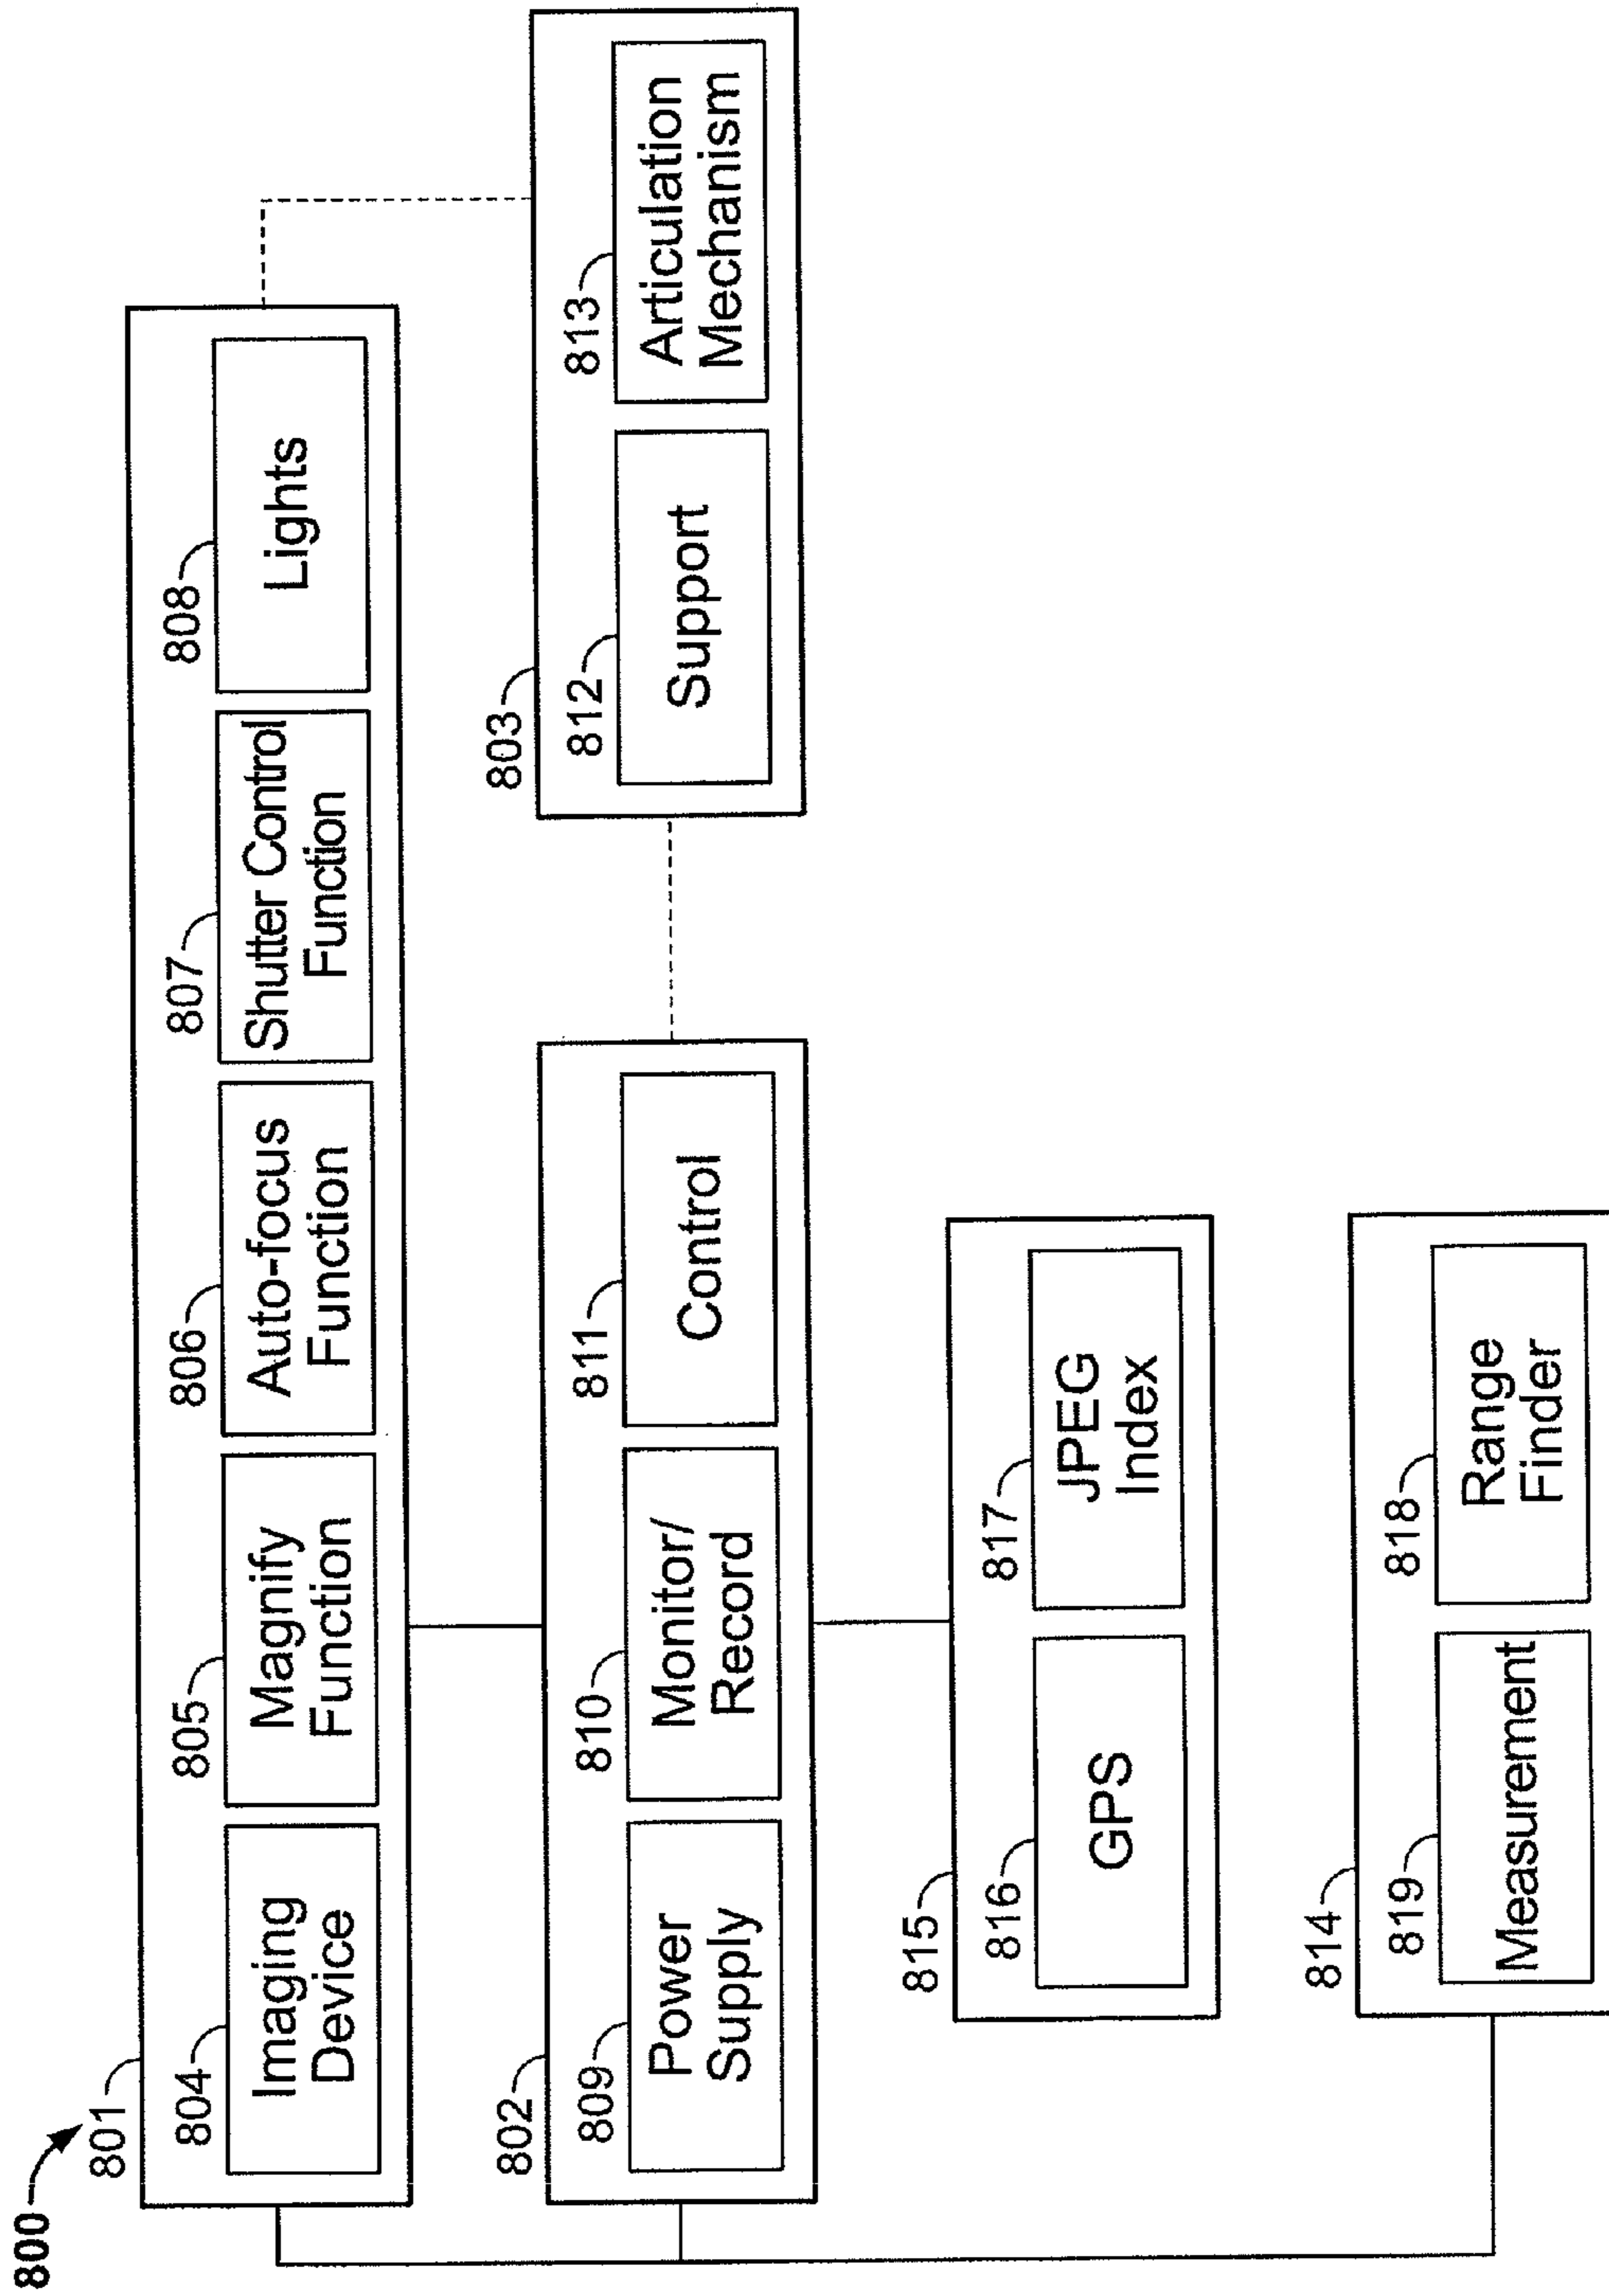 800
801
804
Imaging
Device
805
Magnify
Function
806
Auto-focus
Function
807
Shutter Control
Function
808
Lights
802
809
Power
Supply
810
Monitor/
Record
811
Control
803
812
Support
813
Articulation
Mechanism
815
816
GPS
817
JPEG
Index
814
819
Measurement
818
Range
Finder